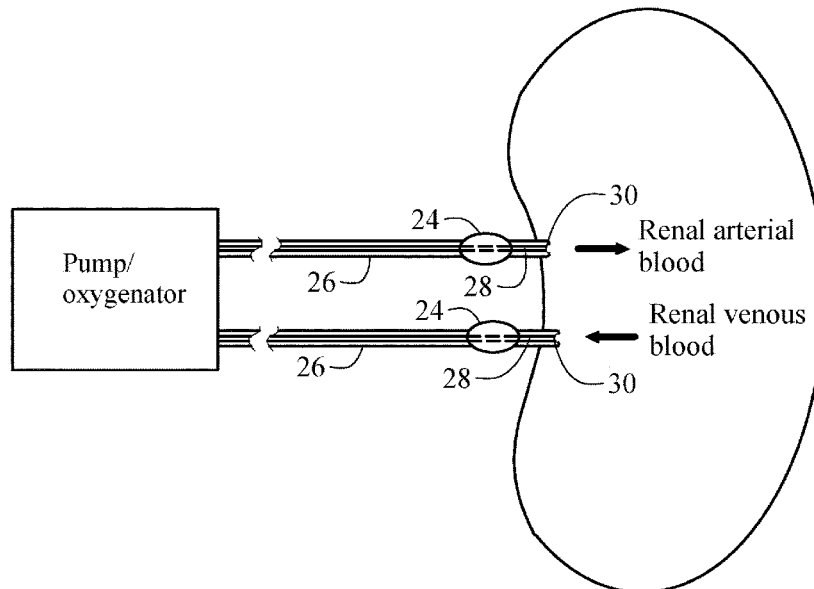 24
30
Renal arterial
blood
Pump/
oxygenator
26
28
24
Renal venous
blood
26
28
30